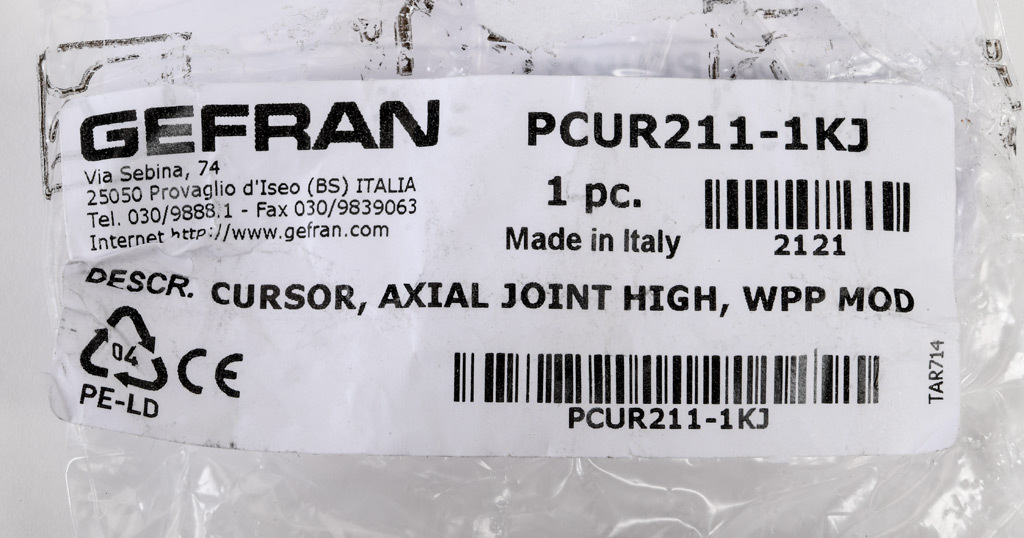 GEFRAN
Via Sebina, 74
25050 Provaglio d'Iseo (BS) ITALIA
Tel. 030/9888.1 - Fax 030/9839063
Internet http://www.gefran.com
PCUR211-1KJ
1 pc.
Made in Italy
2121
DESCR. CURSOR, AXIAL JOINT HIGH, WPP MOD
04
PE-LD
CE
PCUR211-1KJ
TAR714